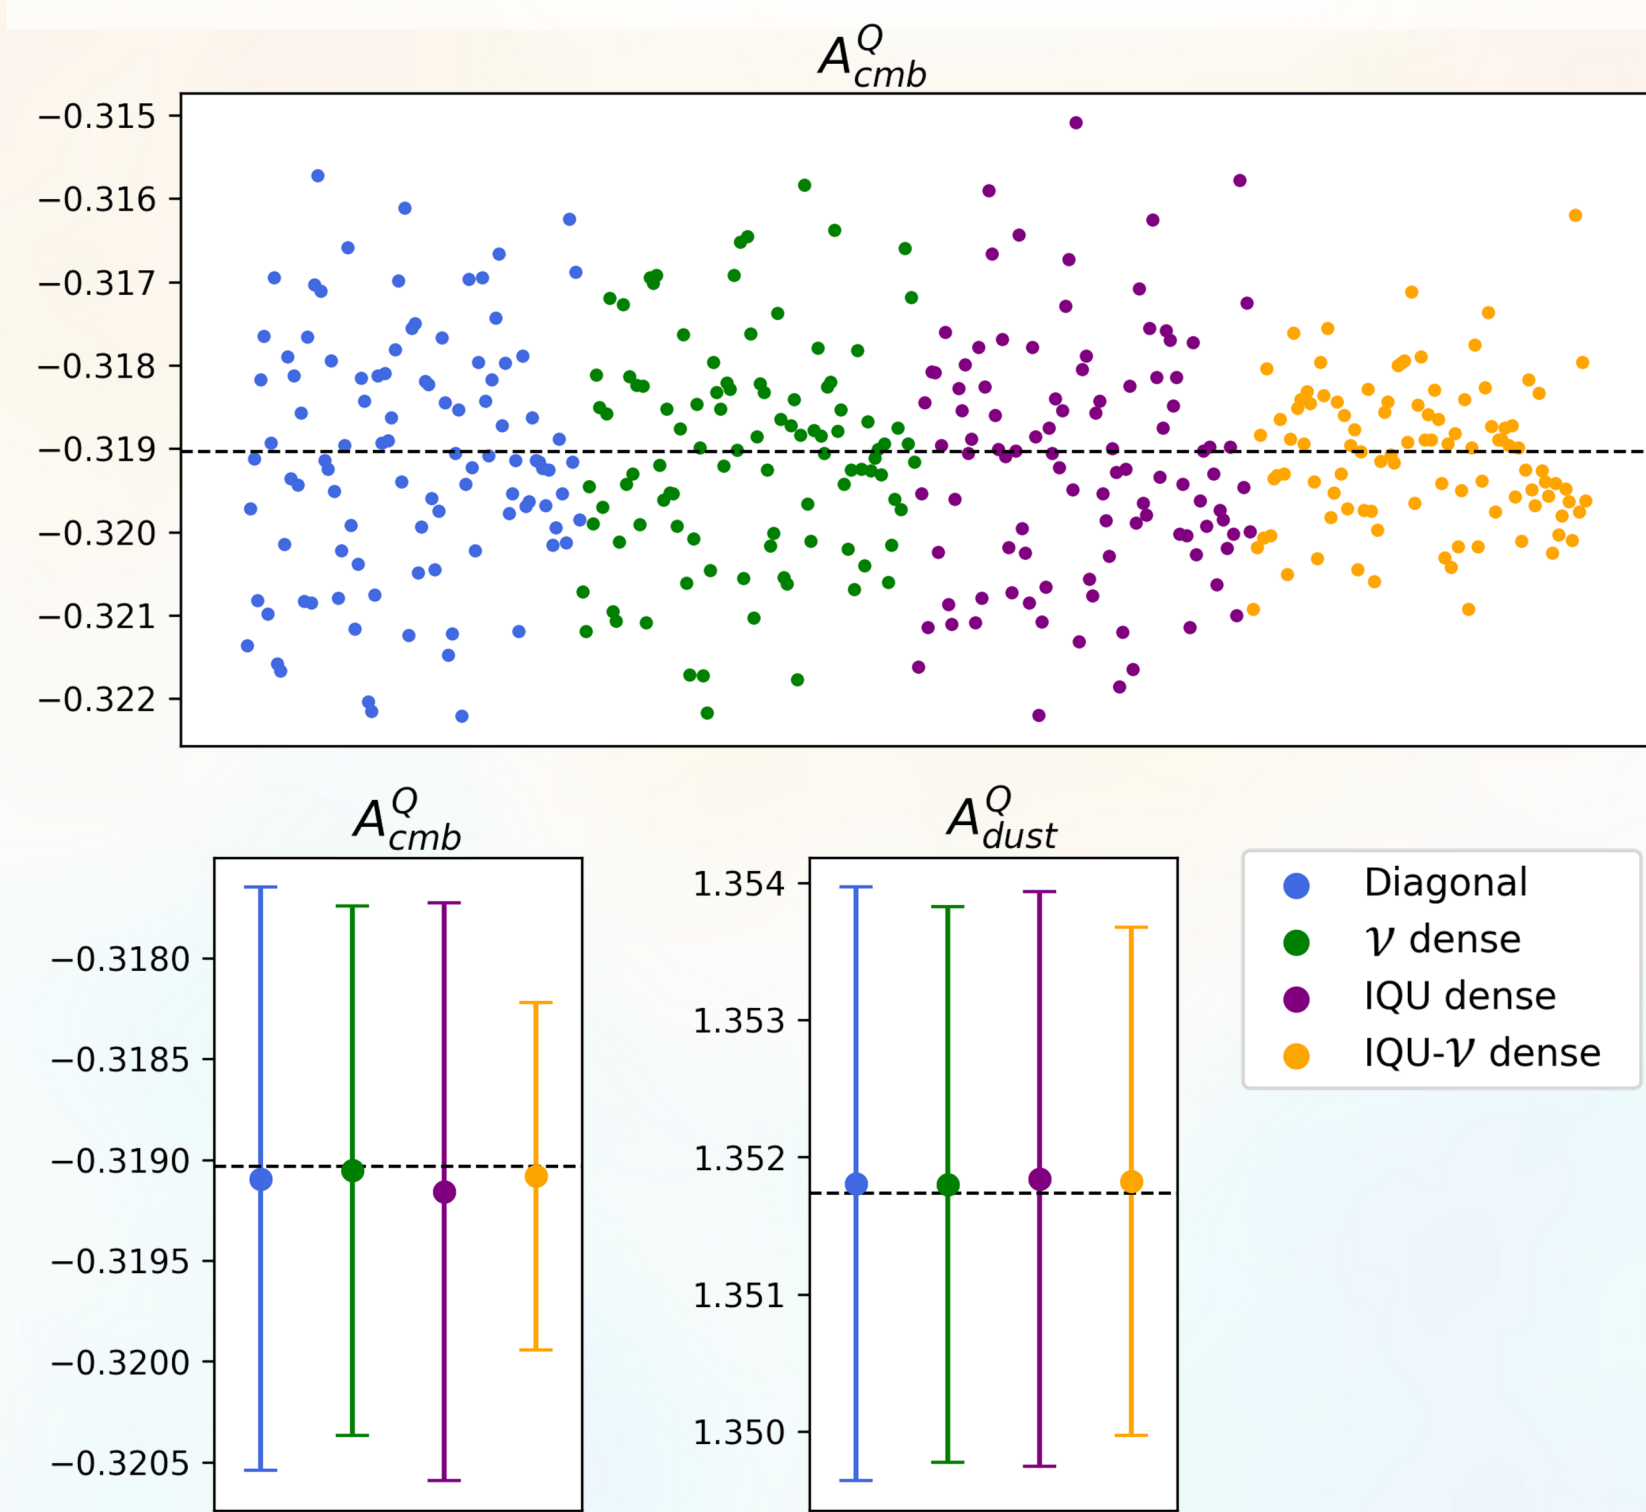 A^Q_cmb
−0.315
−0.316
−0.317
−0.318
−0.319
−0.320
−0.321
−0.322
A^Q_cmb
−0.3180
−0.3185
−0.3190
−0.3195
−0.3200
−0.3205
A^Q_dust
1.354
1.353
1.352
1.351
1.350
Diagonal
ν dense
IQU dense
IQU-ν dense